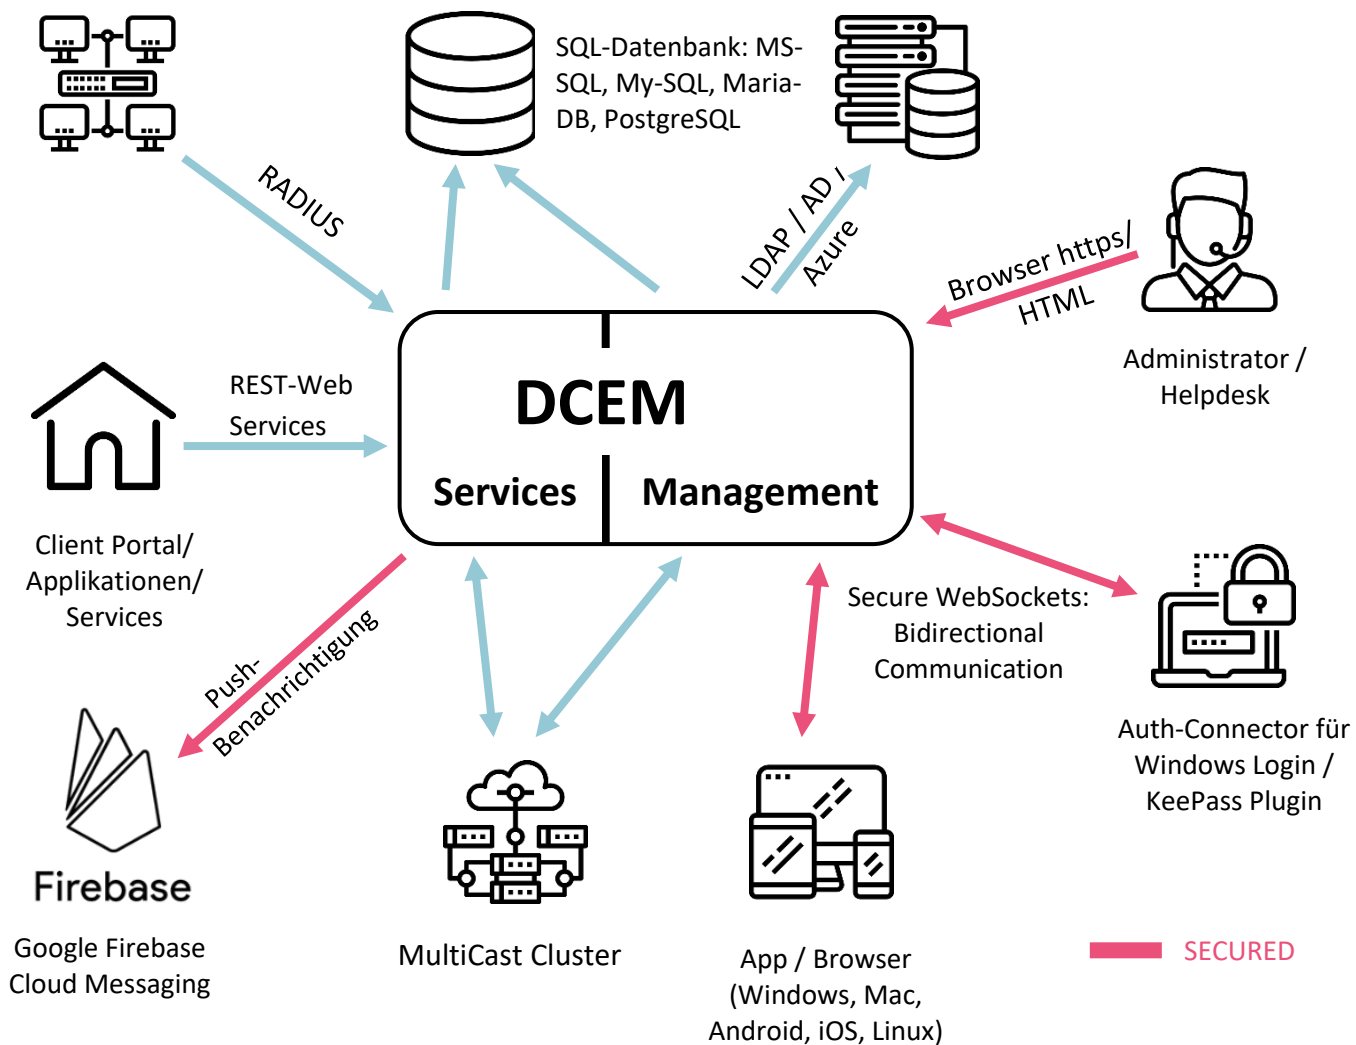 SQL-Datenbank: MS-
SQL, My-SQL, Maria-
DB, PostgreSQL
RADIUS
LDAP / AD /
Azure
Browser https/
HTML
Administrator /
Helpdesk
REST-Web
Services
DCEM
Services
Management
Client Portal/
Applikationen/
Services
Push-
Benachrichtigung
Secure WebSockets:
Bidirectional
Communication
Auth-Connector für
Windows Login /
KeePass Plugin
Firebase
Google Firebase
Cloud Messaging
MultiCast Cluster
App / Browser
(Windows, Mac,
Android, iOS, Linux)
SECURED